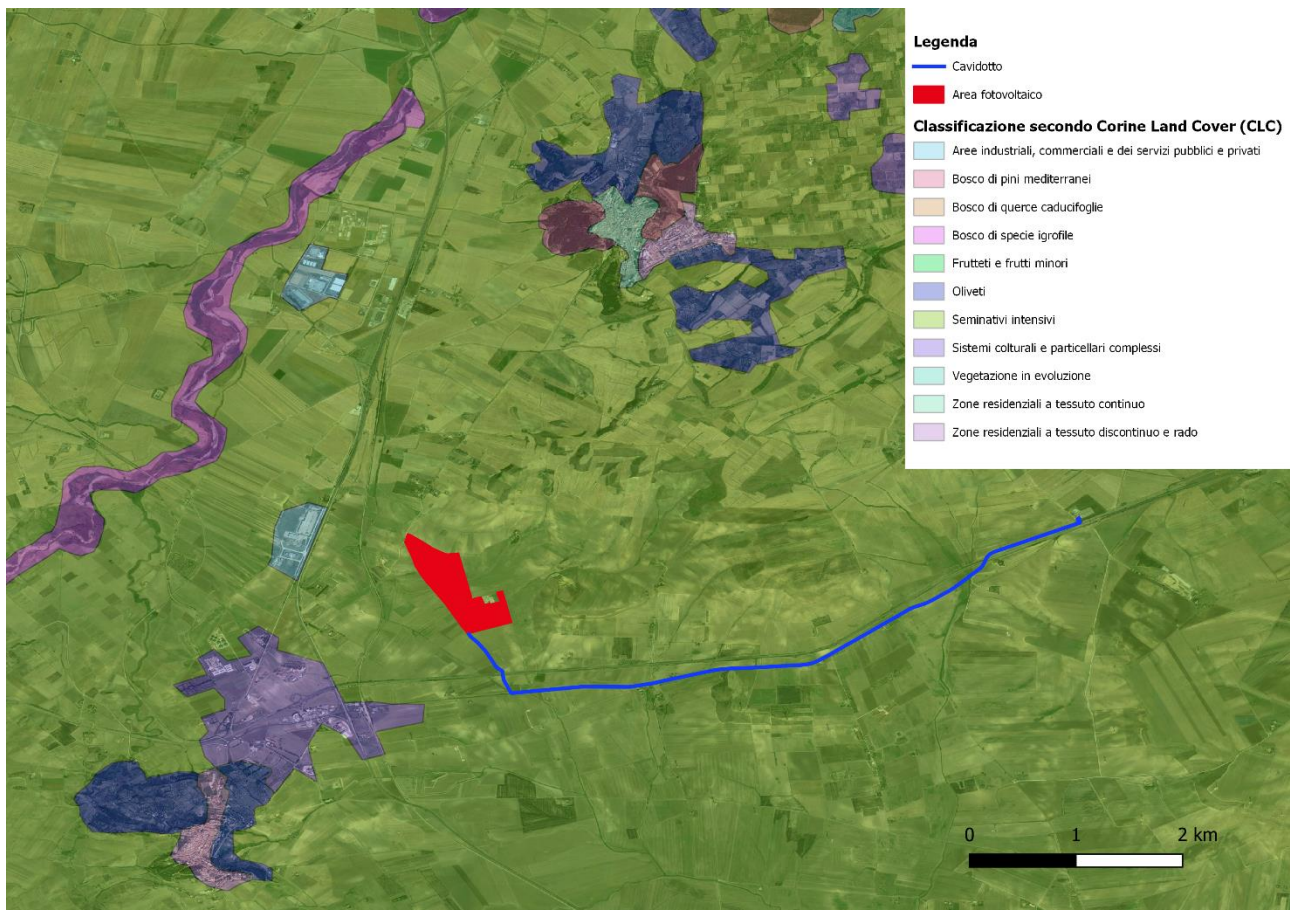 Legenda
Cavidotto
Area fotovoltaico
Classificazione secondo Corine Land Cover (CLC)
Aree industriali, commerciali e dei servizi pubblici e privati
Bosco di pini mediterranei
Bosco di querce caducifoglie
Bosco di specie igrofile
Frutteti e frutti minori
Oliveti
Seminativi intensivi
Sistemi colturali e particellari complessi
Vegetazione in evoluzione
Zone residenziali a tessuto continuo
Zone residenziali a tessuto discontinuo e rado
0 1 2 km